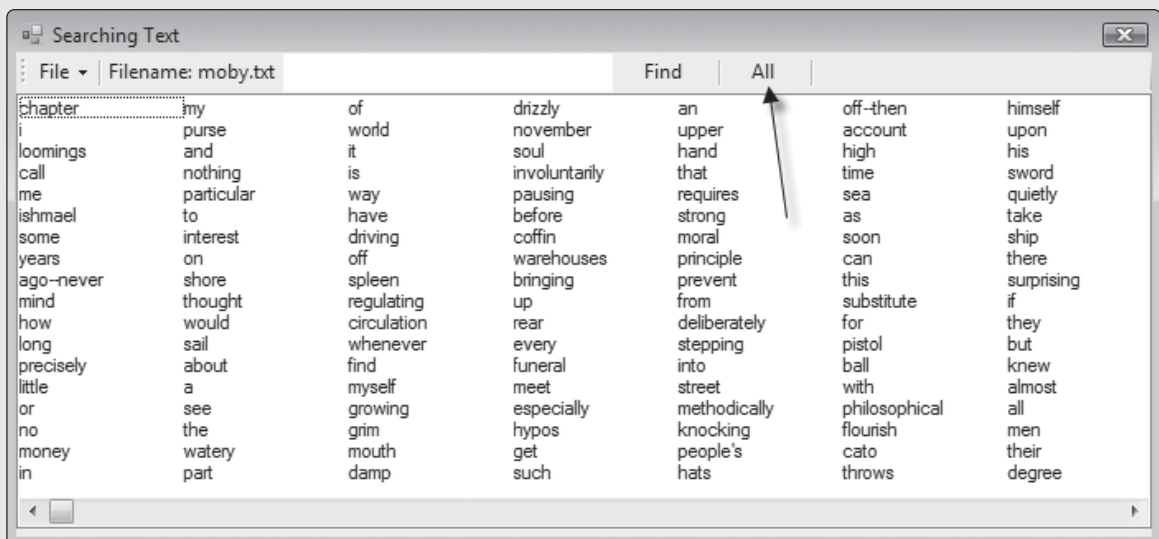 Searching Text
File Filename: moby.txt Find All
chapter my of drizzly an off-then himself
i purse world november upper account upon
loomings and it soul hand high his
call nothing is involuntarily that time sword
me particular way pausing requires sea quietly
ishmael to have before strong as take
some interest driving coffin moral soon ship
years on off warehouses principle can there
ago--never shore spleen bringing prevent this surprising
mind thought regulating up from substitute if
how would circulation rear deliberately for they
long sail whenever every stepping pistol but
precisely about find funeral into ball knew
little a myself meet street with almost
or see growing especially methodically philosophical all
no the grim hypos knocking flourish men
money watery mouth get people's cato their
in part damp such hats throws degree